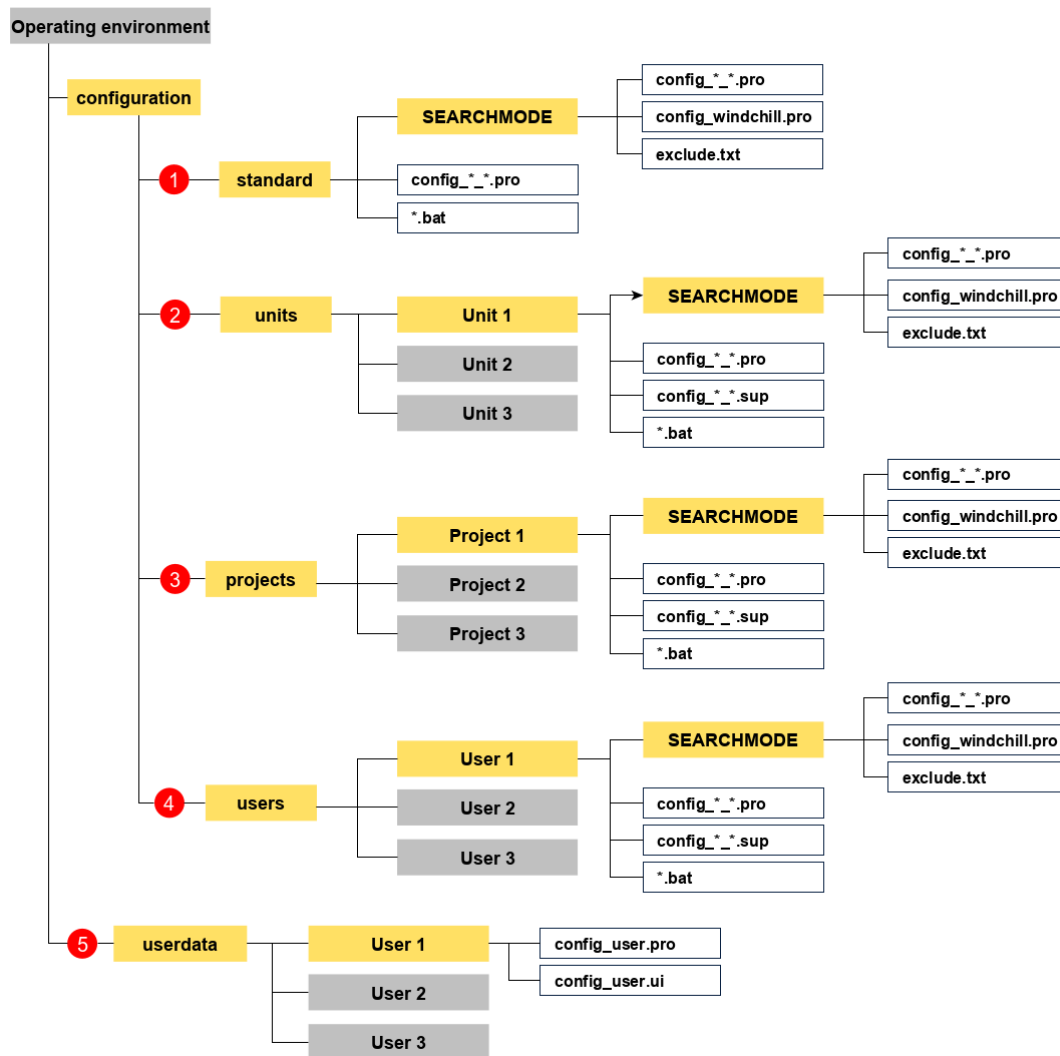 Operating environment
configuration
1
standard
SEARCHMODE
config_*_*.pro
config_windchill.pro
exclude.txt
config_*_*.pro
*.bat
2
units
Unit 1
SEARCHMODE
config_*_*.pro
config_windchill.pro
exclude.txt
Unit 2
Unit 3
config_*_*.pro
config_*_*.sup
*.bat
3
projects
Project 1
SEARCHMODE
config_*_*.pro
config_windchill.pro
exclude.txt
Project 2
Project 3
config_*_*.pro
config_*_*.sup
*.bat
4
users
User 1
SEARCHMODE
config_*_*.pro
config_windchill.pro
exclude.txt
User 2
User 3
config_*_*.pro
config_*_*.sup
*.bat
5
userdata
User 1
config_user.pro
config_user.ui
User 2
User 3